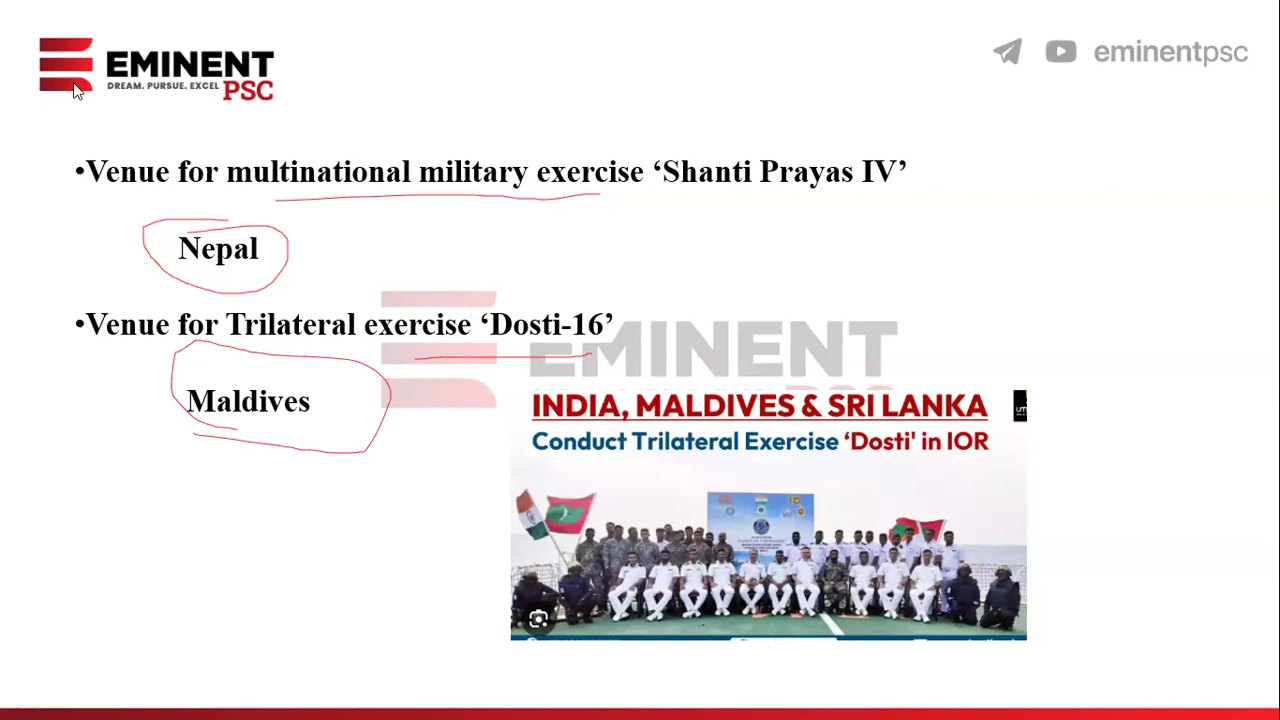 EMINENT
DREAM. PURSUE. EXCEL PSC
eminentpsc
•Venue for multinational military exercise ‘Shanti Prayas IV’
Nepal
•Venue for Trilateral exercise ‘Dosti-16’
EMINENT
Maldives
INDIA, MALDIVES & SRI LANKA
Conduct Trilateral Exercise ‘Dosti' in IOR